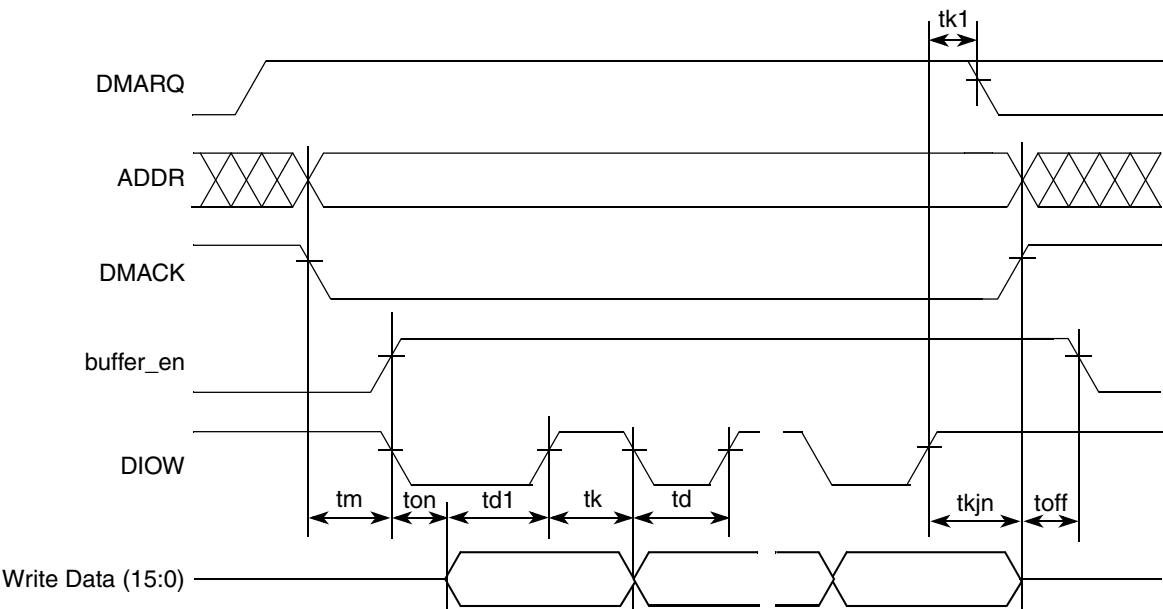 tk1
DMARQ
ADDR
DMACK
buffer_en
DIOW
tm ton td1 tk td tkjn toff
Write Data (15:0)